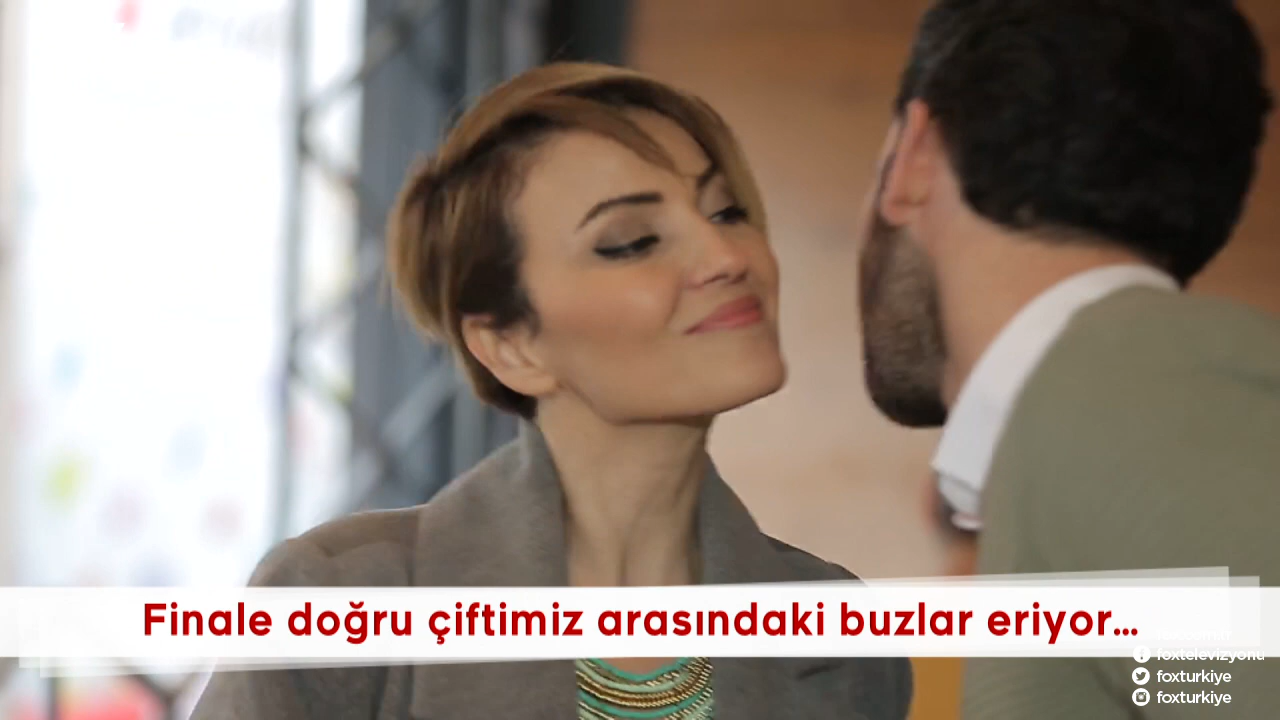 Finale doğru çiftimiz arasındaki buzlar eriyor...
foxtelevizyonu
foxturkiye
foxturkiye